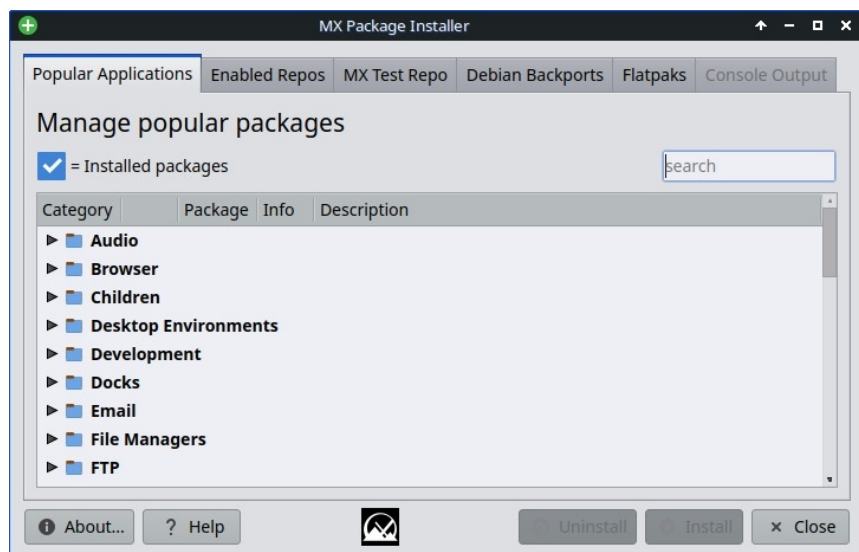 MX Package Installer
Popular Applications Enabled Repos MX Test Repo Debian Backports Flatpaks Console Output
Manage popular packages
= Installed packages search
Category Package Info Description
Audio
Browser
Children
Desktop Environments
Development
Docks
Email
File Managers
FTP
About... ? Help Uninstall Install Close